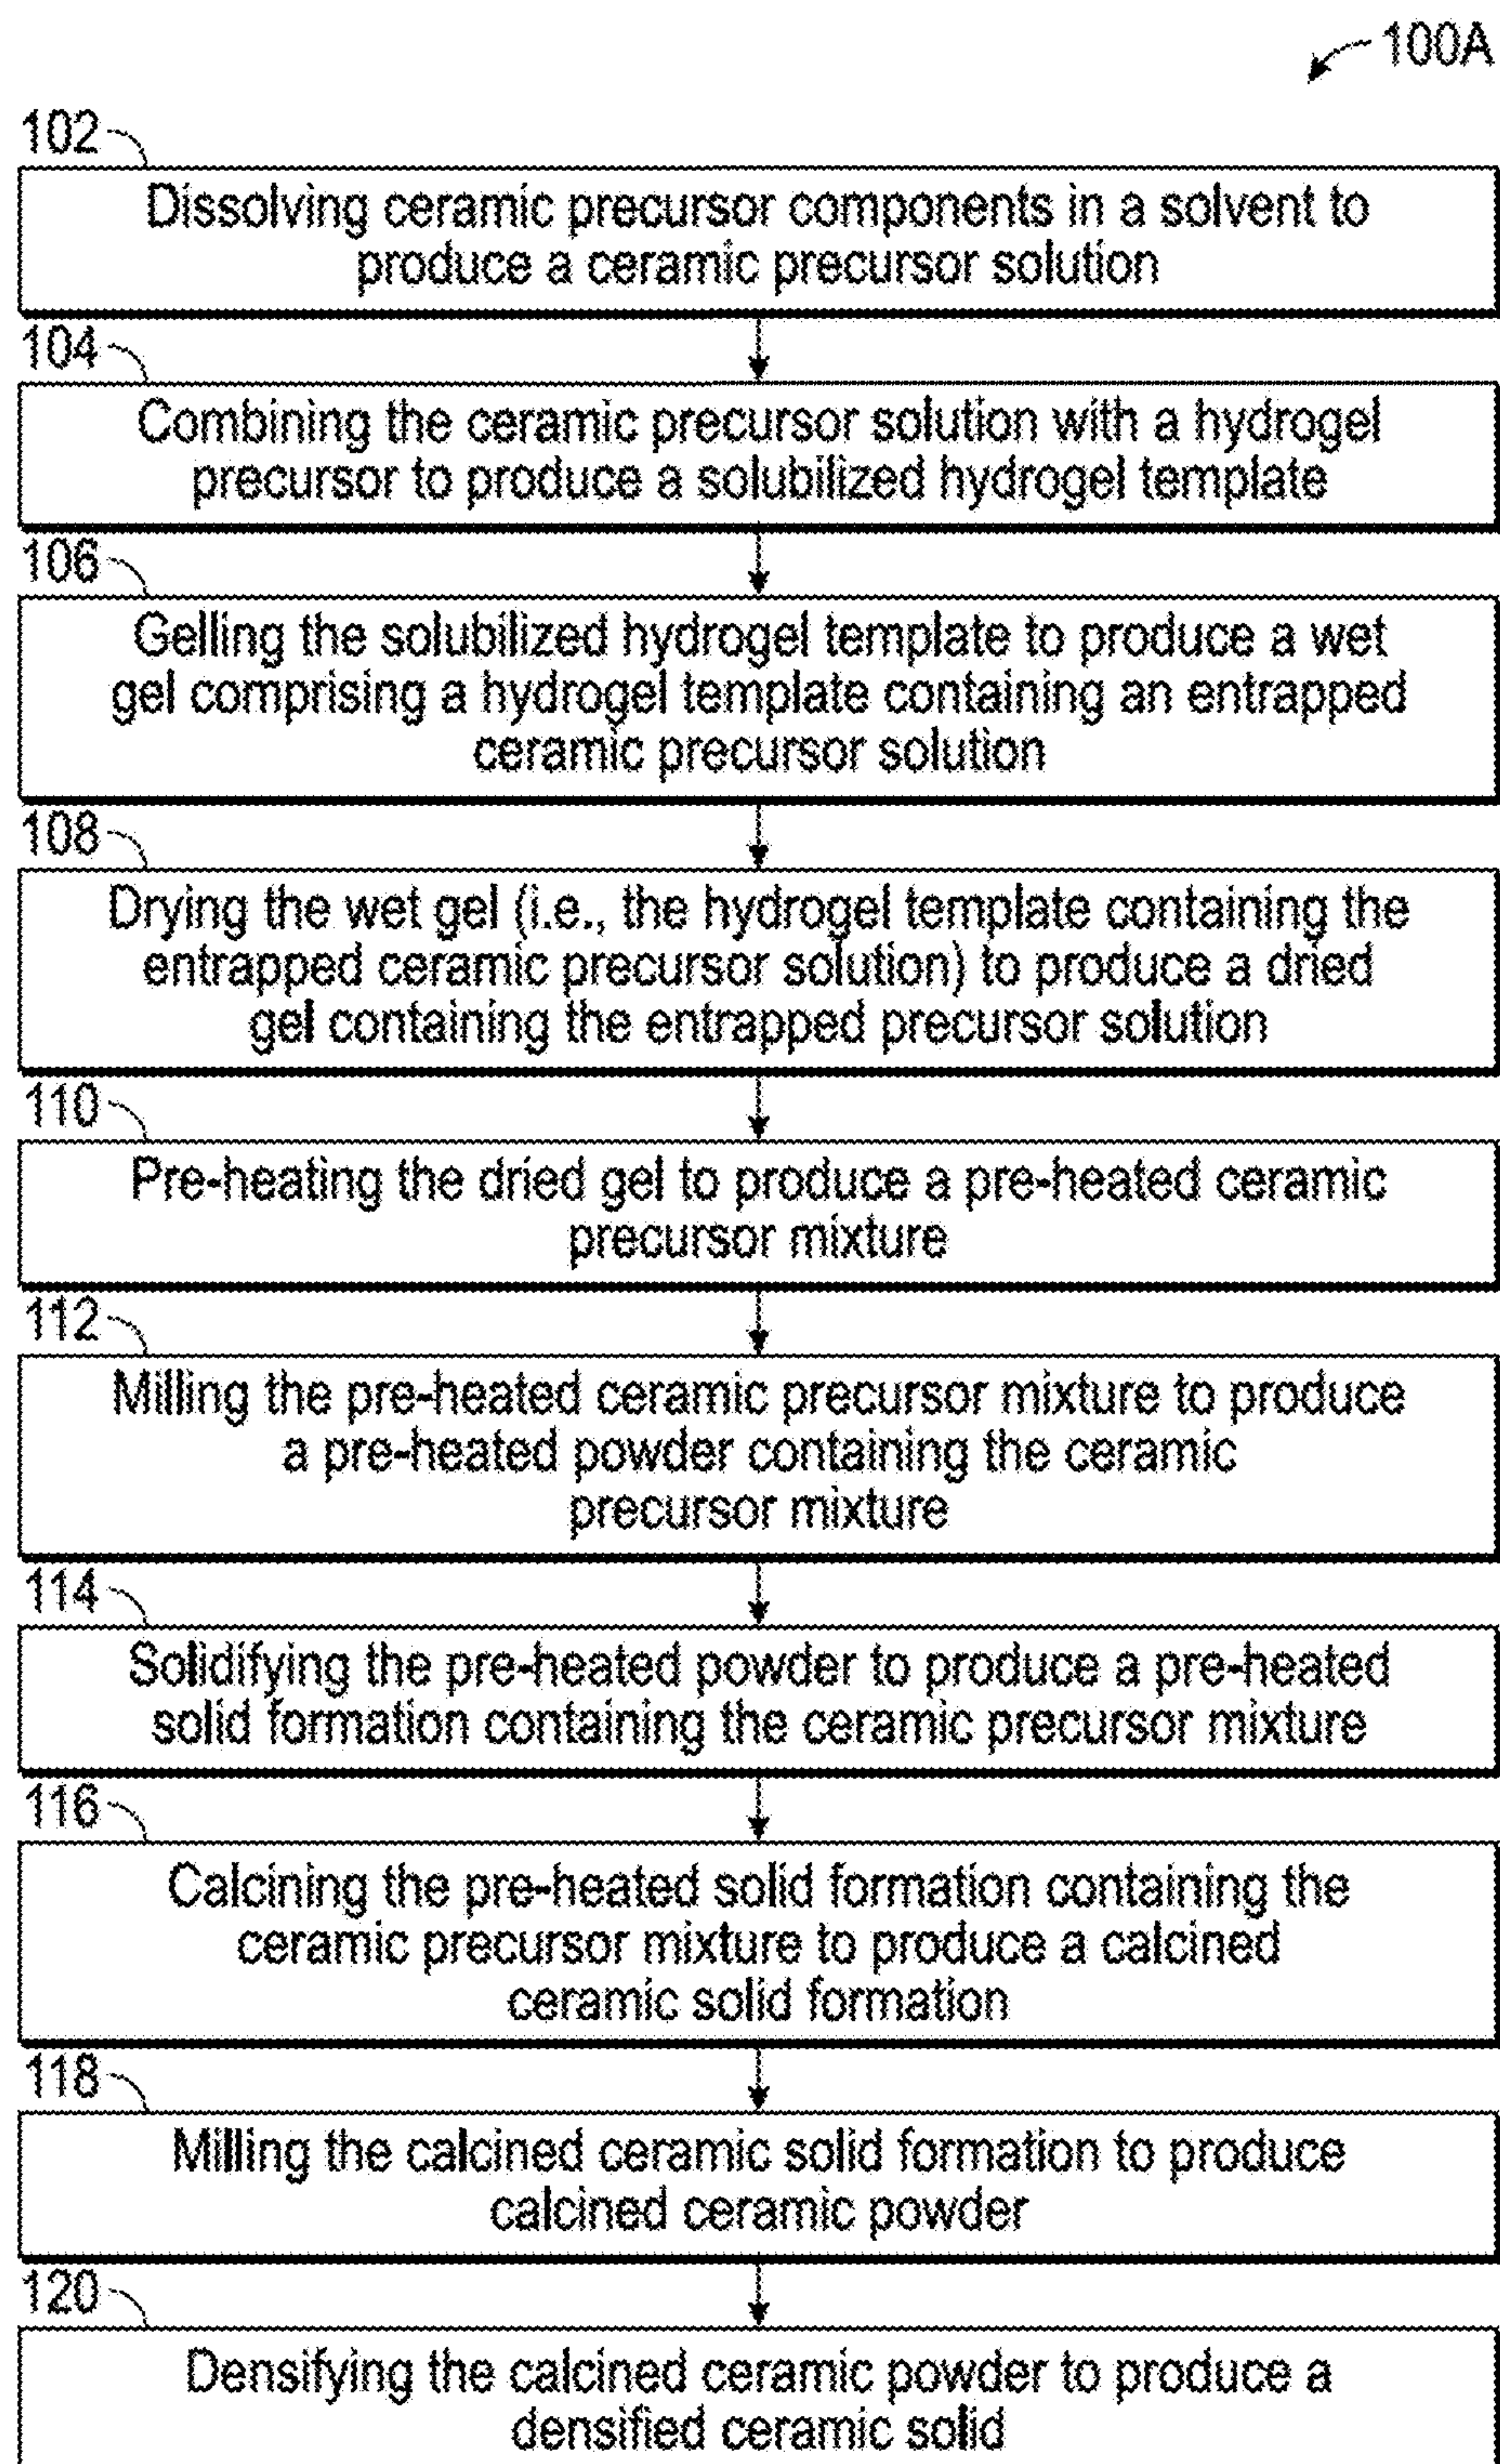 100A
102
Dissolving ceramic precursor components in a solvent to
produce a ceramic precursor solution
104
Combining the ceramic precursor solution with a hydrogel
precursor to produce a solubilized hydrogel template
106
Gelling the solubilized hydrogel template to produce a wet
gel comprising a hydrogel template containing an entrapped
ceramic precursor solution
108
Drying the wet gel (i.e., the hydrogel template containing the
entrapped ceramic precursor solution) to produce a dried
gel containing the entrapped precursor solution
110
Pre-heating the dried gel to produce a pre-heated ceramic
precursor mixture
112
Milling the pre-heated ceramic precursor mixture to produce
a pre-heated powder containing the ceramic
precursor mixture
114
Solidifying the pre-heated powder to produce a pre-heated
solid formation containing the ceramic precursor mixture
116
Calcining the pre-heated solid formation containing the
ceramic precursor mixture to produce a calcined
ceramic solid formation
118
Milling the calcined ceramic solid formation to produce
calcined ceramic powder
120
Densifying the calcined ceramic powder to produce a
densified ceramic solid